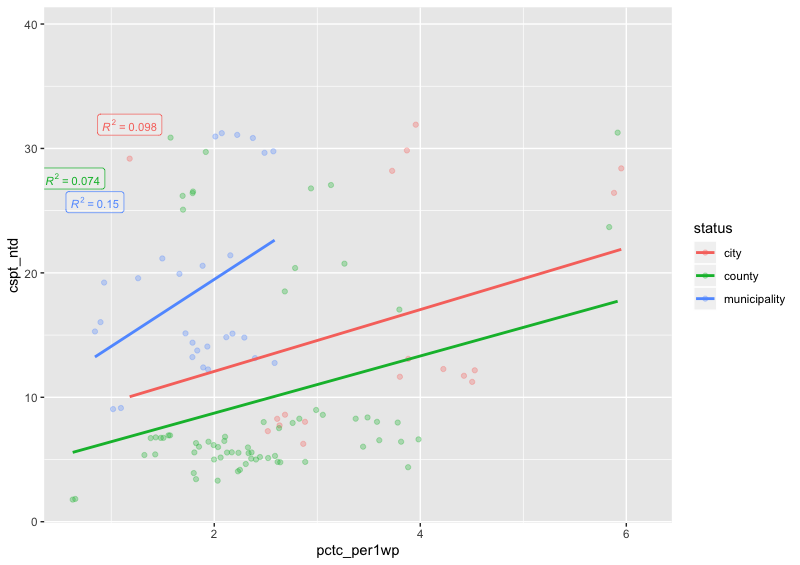 40
30
20
10
0
cspt_ntd
R² = 0.098
R² = 0.074
R² = 0.15
2
4
6
pctc_per1wp
status
city
county
municipality